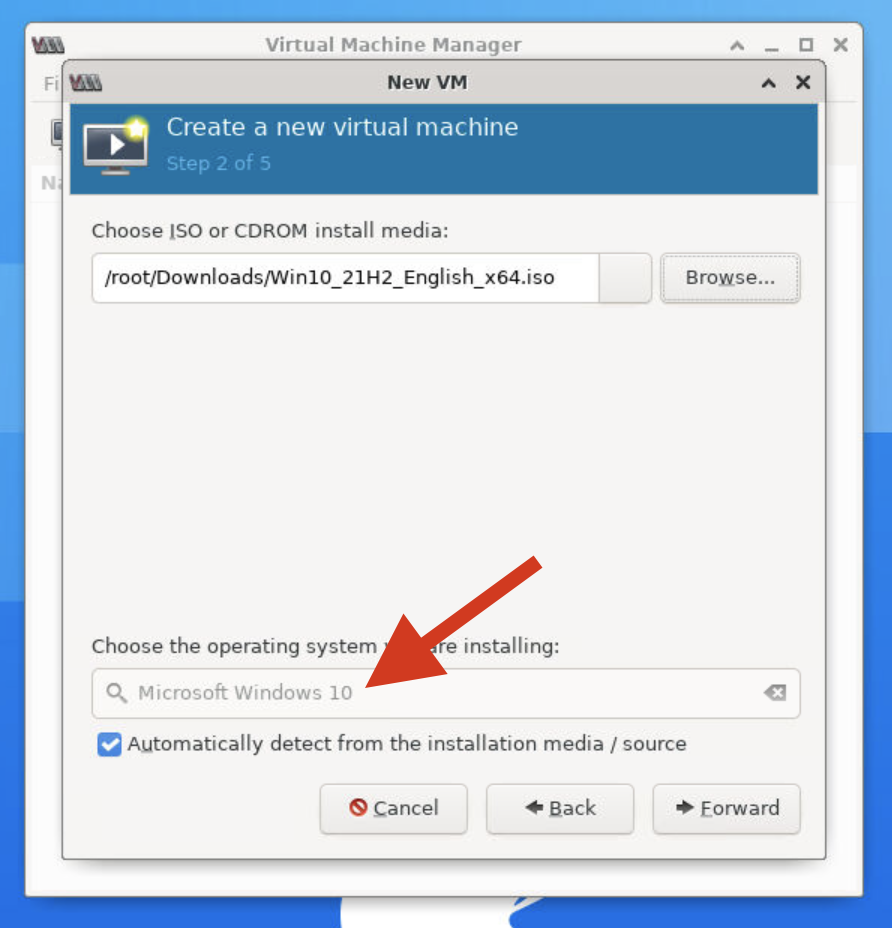 Virtual Machine Manager
Fi
New VM
Create a new virtual machine
Step 2 of 5
Na
Choose ISO or CDROM install media:
/root/Downloads/Win10_21H2_English_x64.iso
Browse...
Choose the operating system you are installing:
Microsoft Windows 10
Automatically detect from the installation media / source
Cancel
Back
Forward